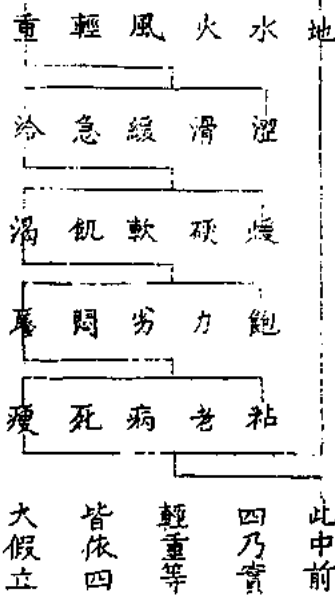 地水火風輕重
澀滑緩急冷
煖硬軟飢渴
飽力劣悶
粘老病死瘦
此中前
四乃實
輕重等
皆依四
大假立